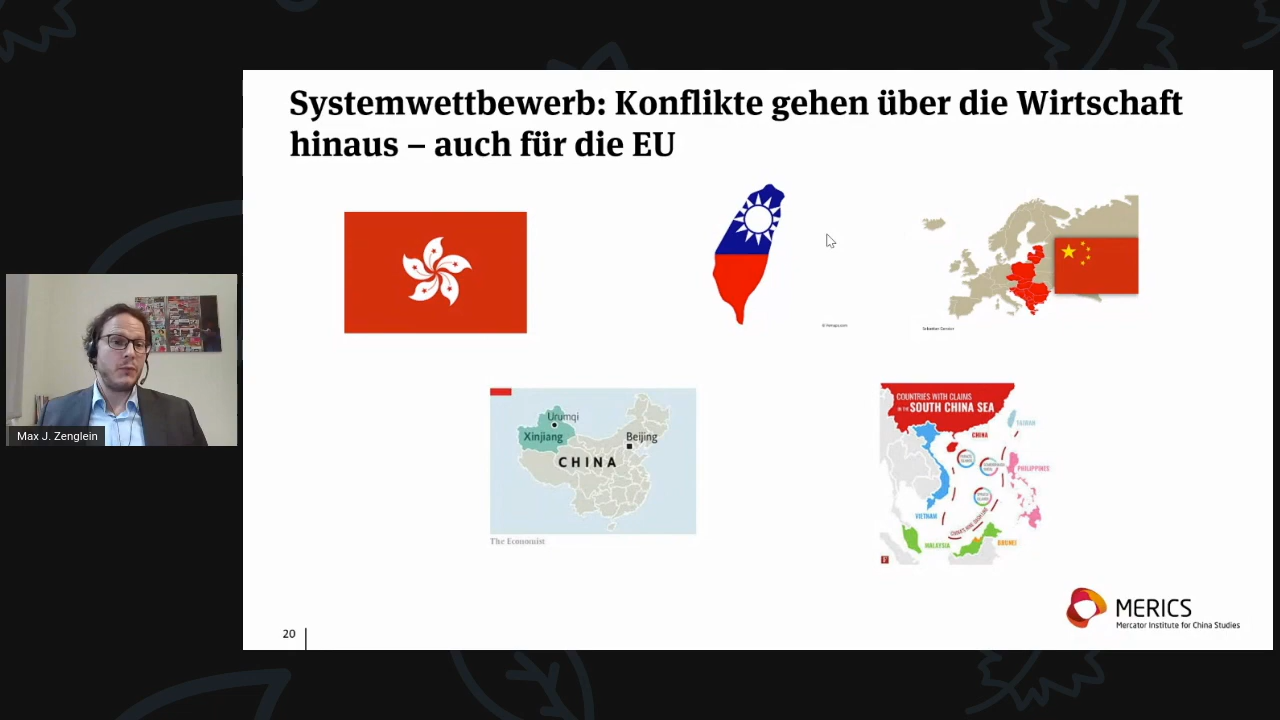 Systemwettbewerb: Konflikte gehen über die Wirtschaft
hinaus – auch für die EU
Max J. Zenglein
Urumqi
Xinjiang
Beijing
CHINA
The Economist
COUNTRIES WITH CLAIMS
IN THE SOUTH CHINA SEA
TAIWAN
CHINA
PHILIPPINES
VIETNAM
MALAYSIA
BRUNEI
20
MERICS
Mercator Institute for China Studies